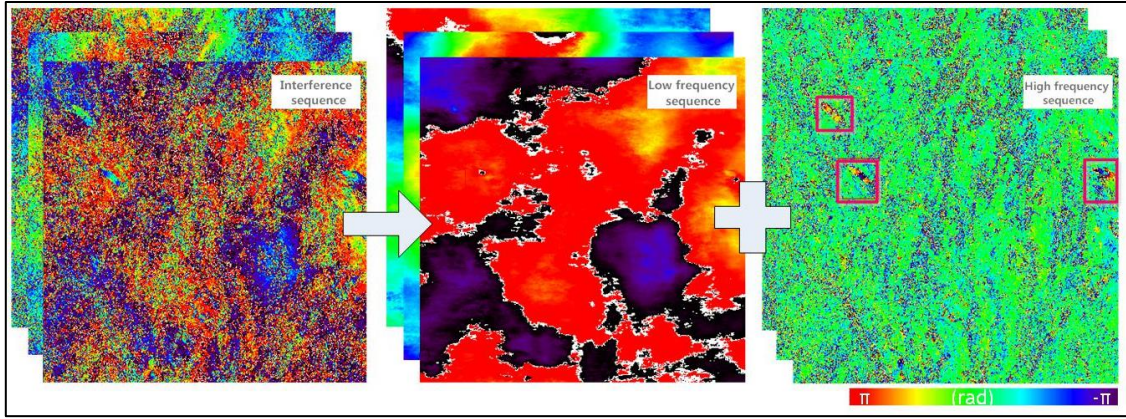 Interference
sequence
Low frequency
sequence
High frequency
sequence
π (rad) -π